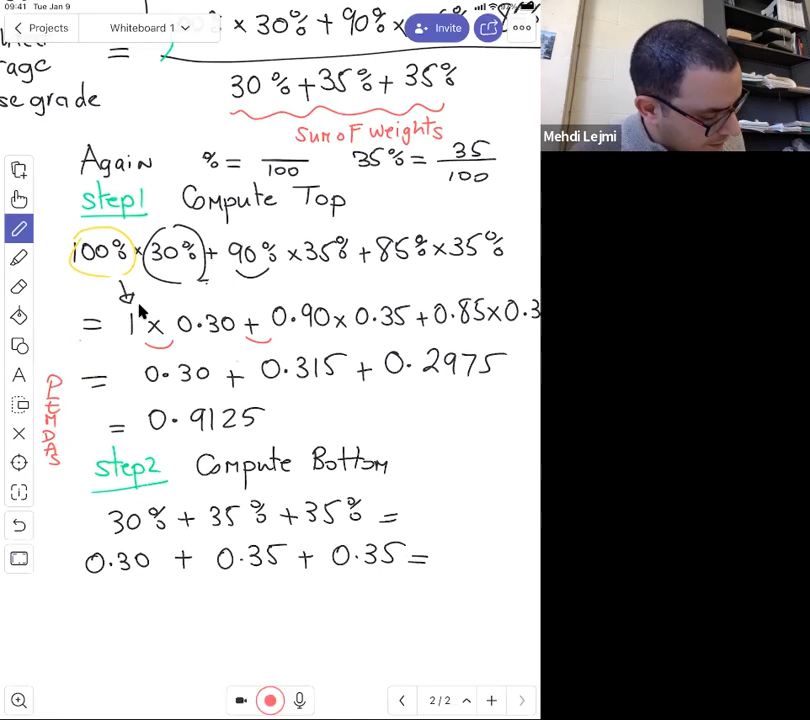 09:41 Tue Jan 9
Projects Whiteboard 1 Invite
× 30% + 90% ×
=
rage
se grade
30% + 35% + 35%
Sum of weights
Again % = /100 35% = 35/100
step1 Compute Top
100% × 30% + 90% × 35% + 85% × 35%
= 1 × 0.30 + 0.90 × 0.35 + 0.85 × 0.3
= 0.30 + 0.315 + 0.2975
= 0.9125
PEMDAS
step2 Compute Bottom
30% + 35% + 35% =
0.30 + 0.35 + 0.35 =
2/2
Mehdi Lejmi